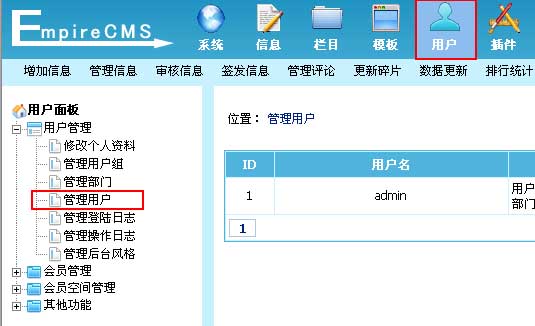 EmpireCMS
系统 信息 栏目 模板 用户 插件
增加信息 管理信息 审核信息 签发信息 管理评论 更新碎片 数据更新 排行统计
用户面板
用户管理
修改个人资料
管理用户组
管理部门
管理用户
管理登陆日志
管理操作日志
管理后台风格
会员管理
会员空间管理
其他功能
位置： 管理用户
ID 用户名
1 admin 用户
部门
1